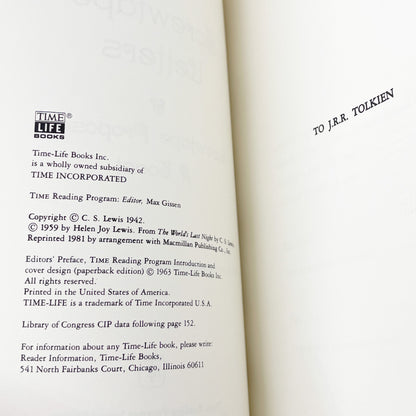 TIME
LIFE
BOOKS
®
Time-Life Books Inc.
is a wholly owned subsidiary of
TIME INCORPORATED
TIME Reading Program: Editor, Max Gissen
Copyright © C. S. Lewis 1942.
© 1959 by Helen Joy Lewis. From The World's Last Night by C. S. Lewis.
Reprinted 1981 by arrangement with Macmillan Publishing Co., Inc.
Editors' Preface, TIME Reading Program Introduction and
cover design (paperback edition) © 1963 Time-Life Books Inc.
All rights reserved.
Printed in the United States of America.
TIME-LIFE is a trademark of Time Incorporated U.S.A.
Library of Congress CIP data following page 152.
For information about any Time-Life book, please write:
Reader Information, Time-Life Books,
541 North Fairbanks Court, Chicago, Illinois 60611
TO J.R.R. TOLKIEN